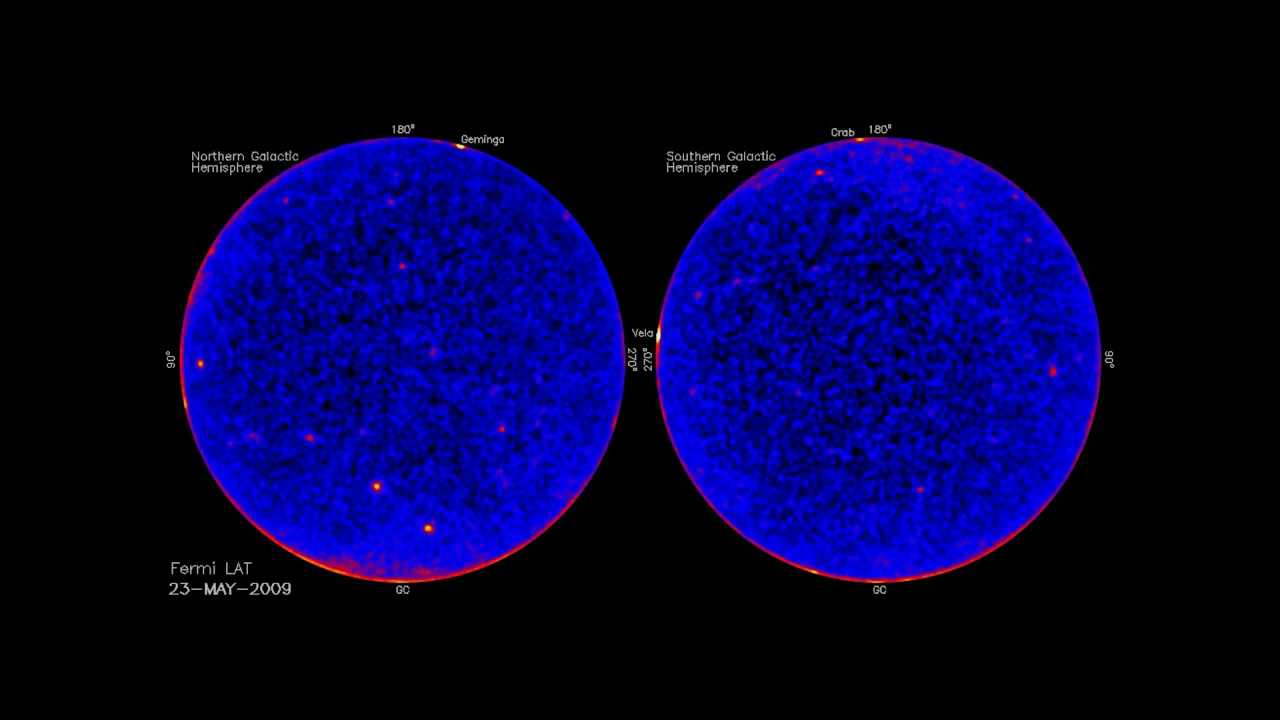 180°
Geminga
Northern Galactic
Hemisphere
90°
270°
GC
Fermi LAT
23-MAY-2009
Crab
180°
Southern Galactic
Hemisphere
Vela
270°
90°
GC